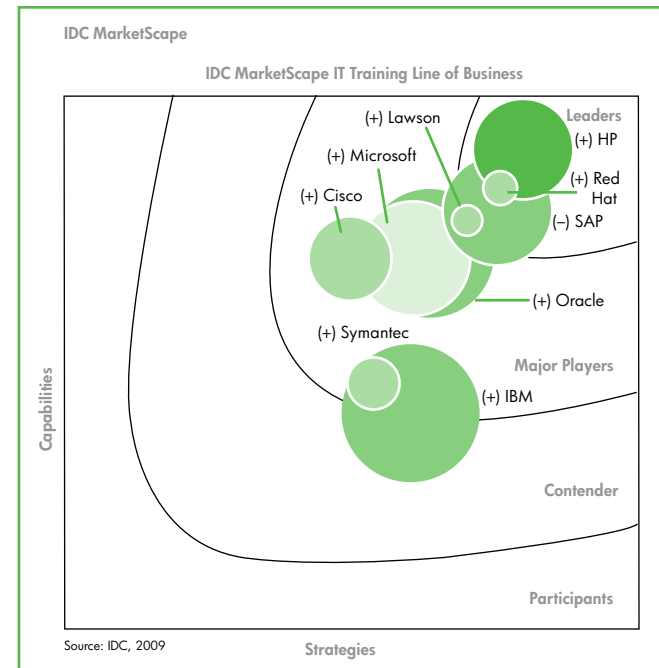 IDC MarketScape
IDC MarketScape IT Training Line of Business
Leaders
(+) Lawson
(+) HP
(+) Microsoft
(+) Red
Hat
(+) Cisco
(–) SAP
(+) Oracle
(+) Symantec
Major Players
(+) IBM
Capabilities
Contender
Participants
Source: IDC, 2009
Strategies